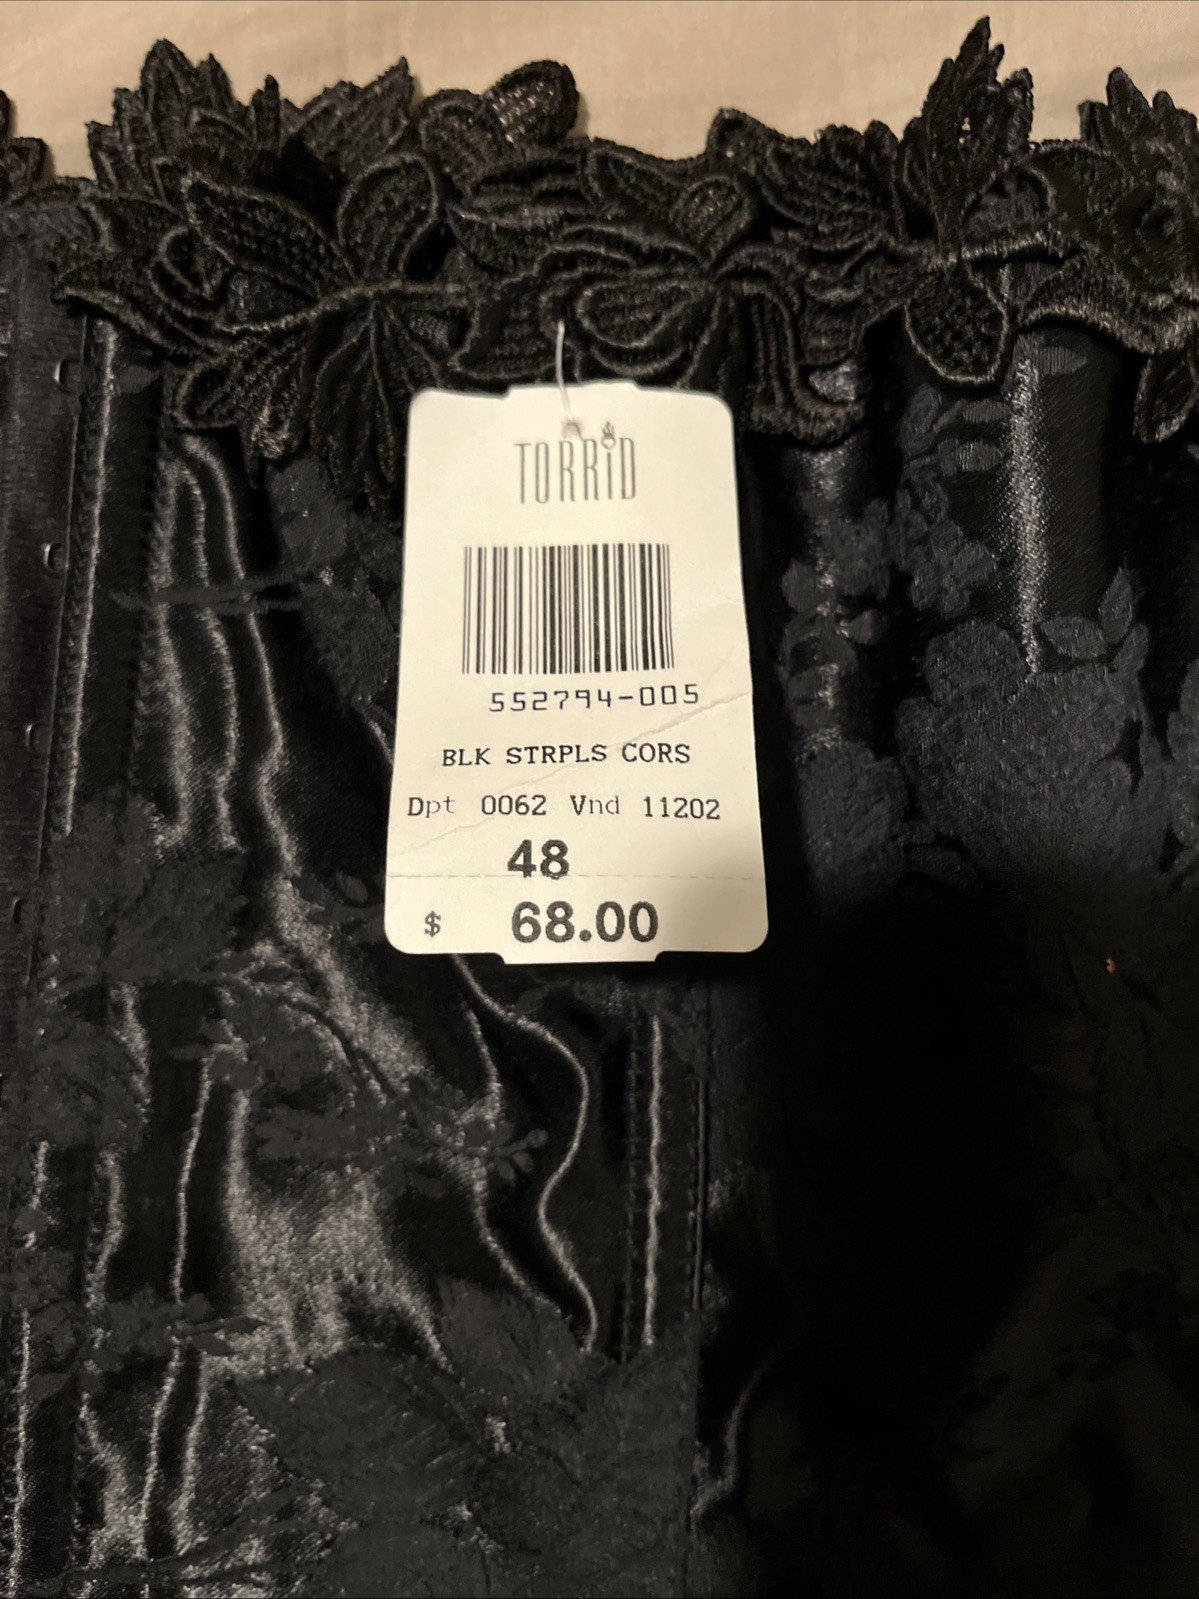 TORRiD
552794-005
BLK STRPLS CORS
Dpt 0062 Vnd 11202
48
$ 68.00